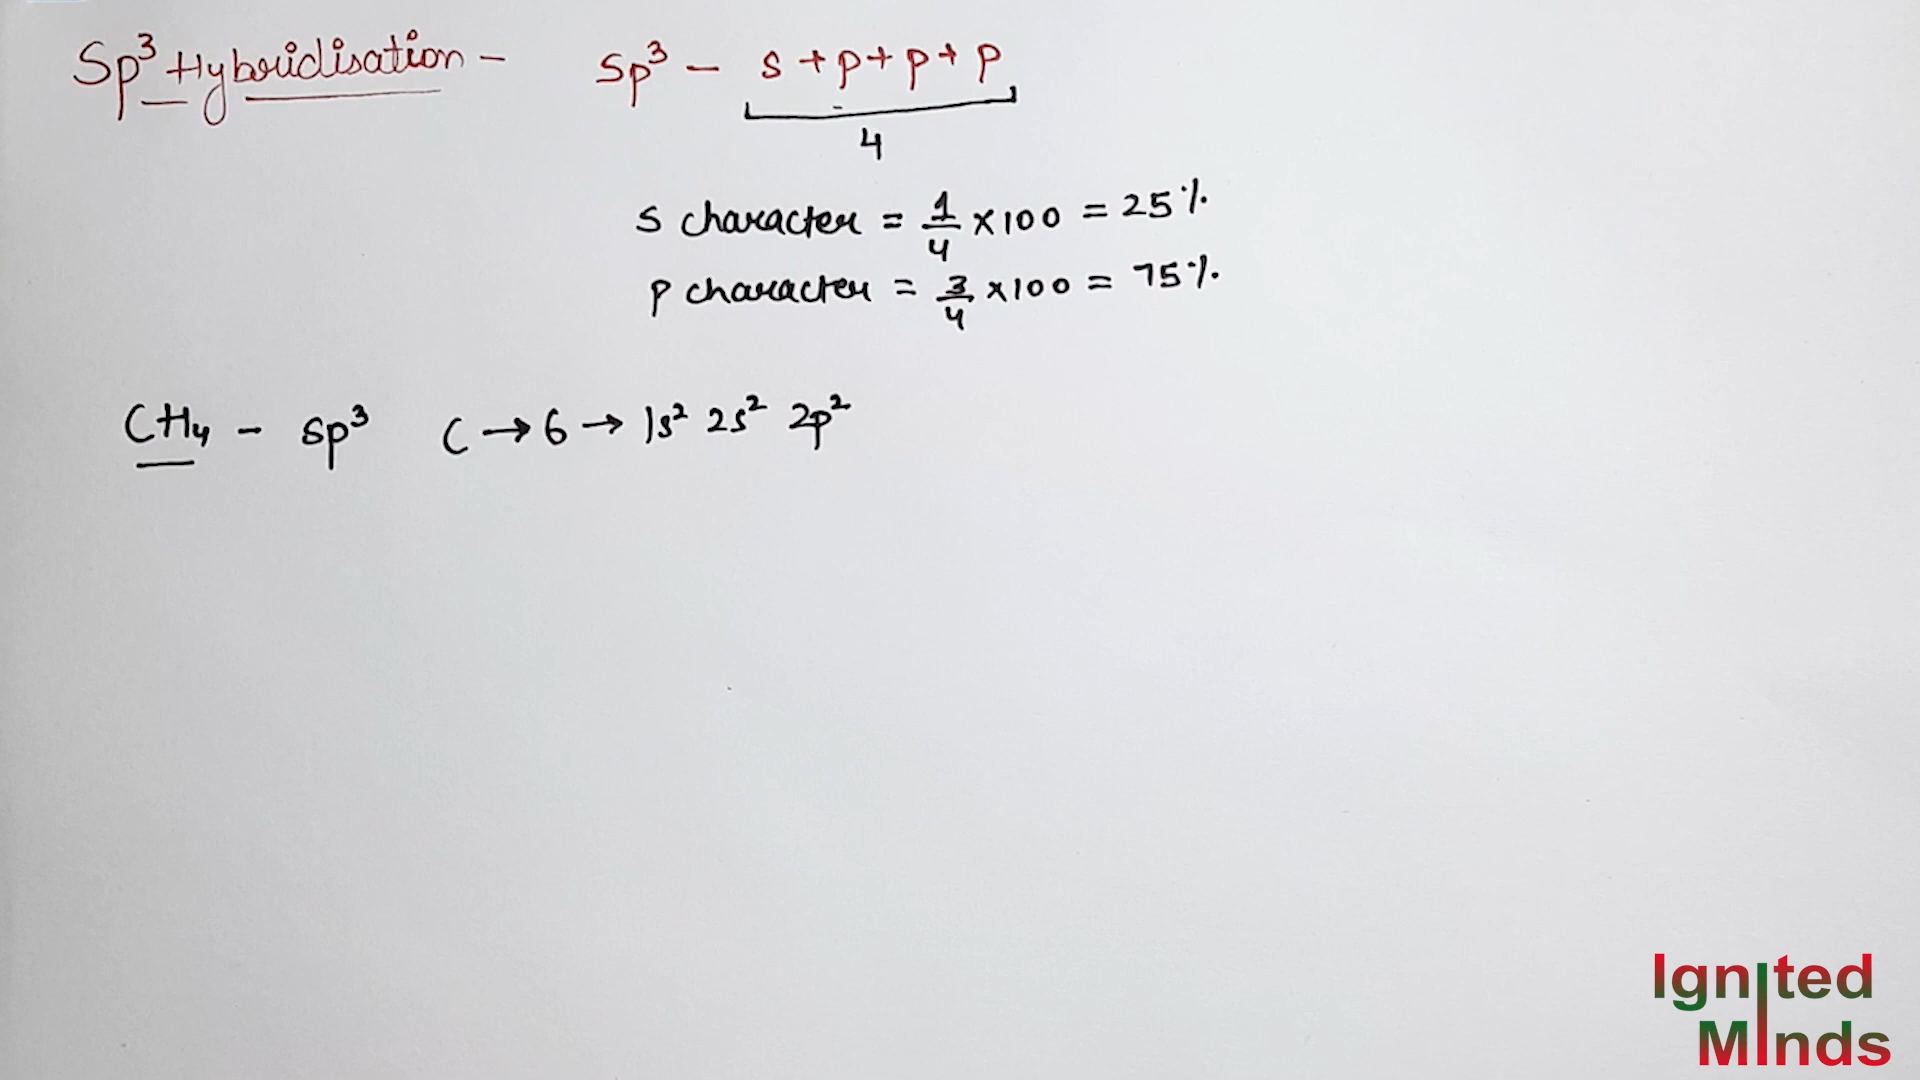 Sp³ Hybridisation - Sp³ - s + p + p + p
4
S character = 1/4 × 100 = 25%
p character = 3/4 × 100 = 75%
CH₄ - sp³ C → 6 → 1s² 2s² 2p²
Ignited
Minds